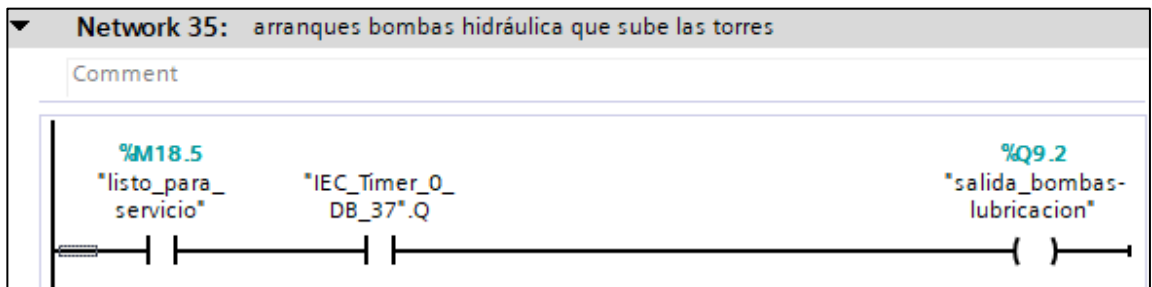 Network 35: arranques bombas hidráulica que sube las torres
Comment
%M18.5
"listo_para_
servicio"
"IEC_Timer_0_
DB_37".Q
%Q9.2
"salida_bombas-
lubricacion"